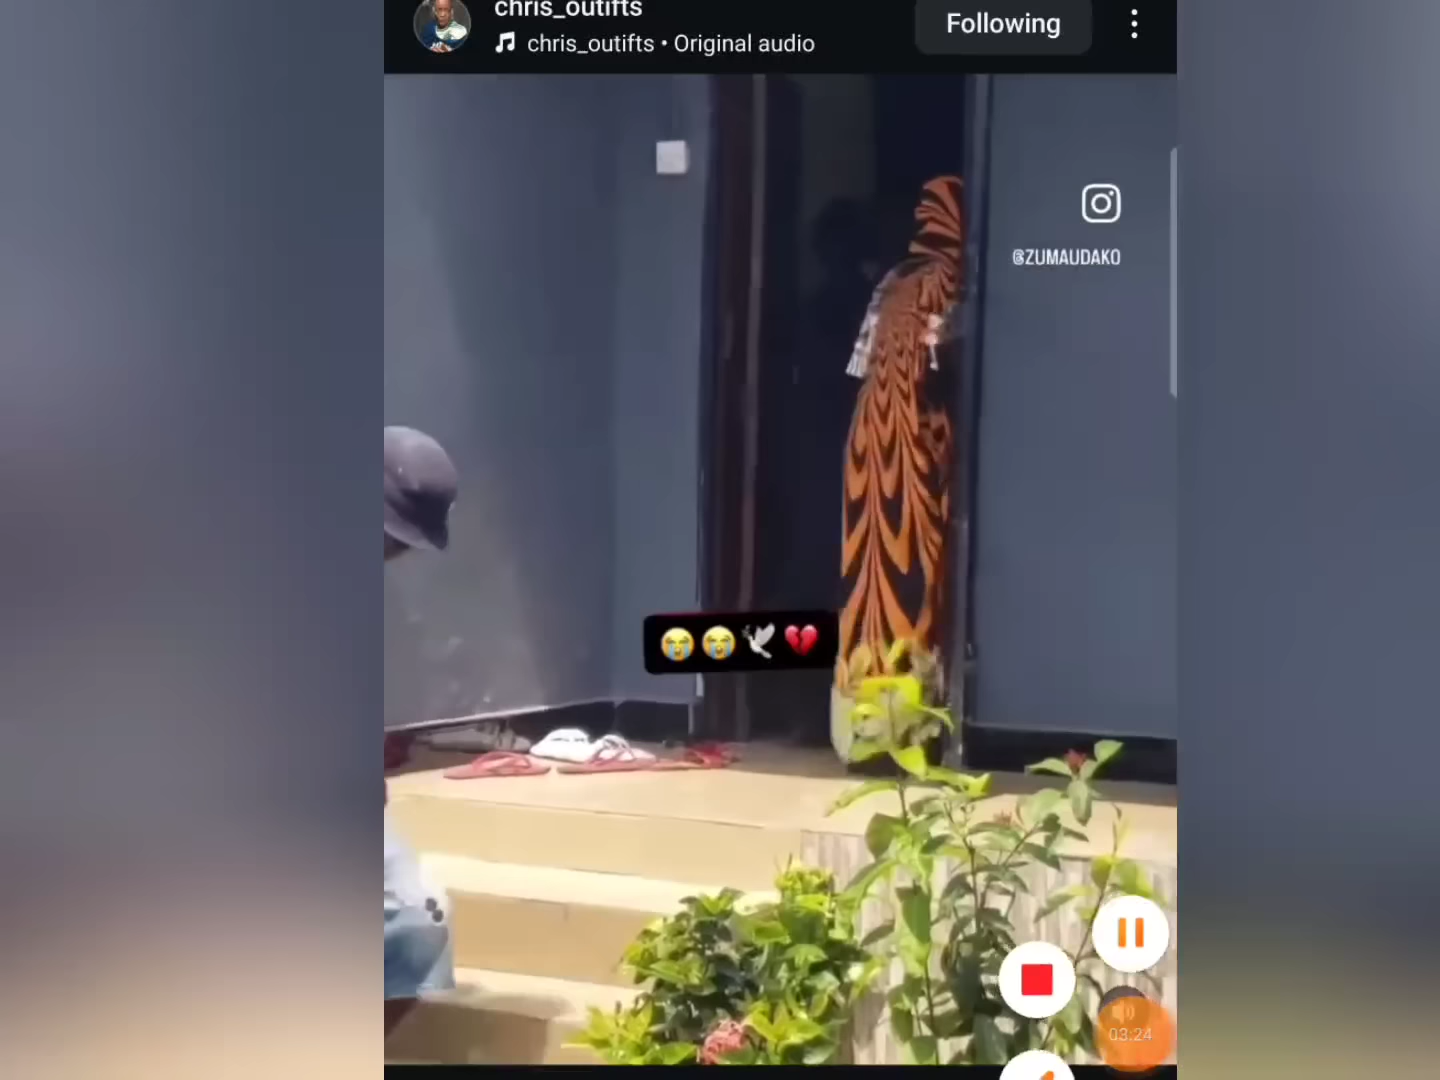 chris_outifts
chris_outifts • Original audio
Following
@ZUMAUDAKO
03:24